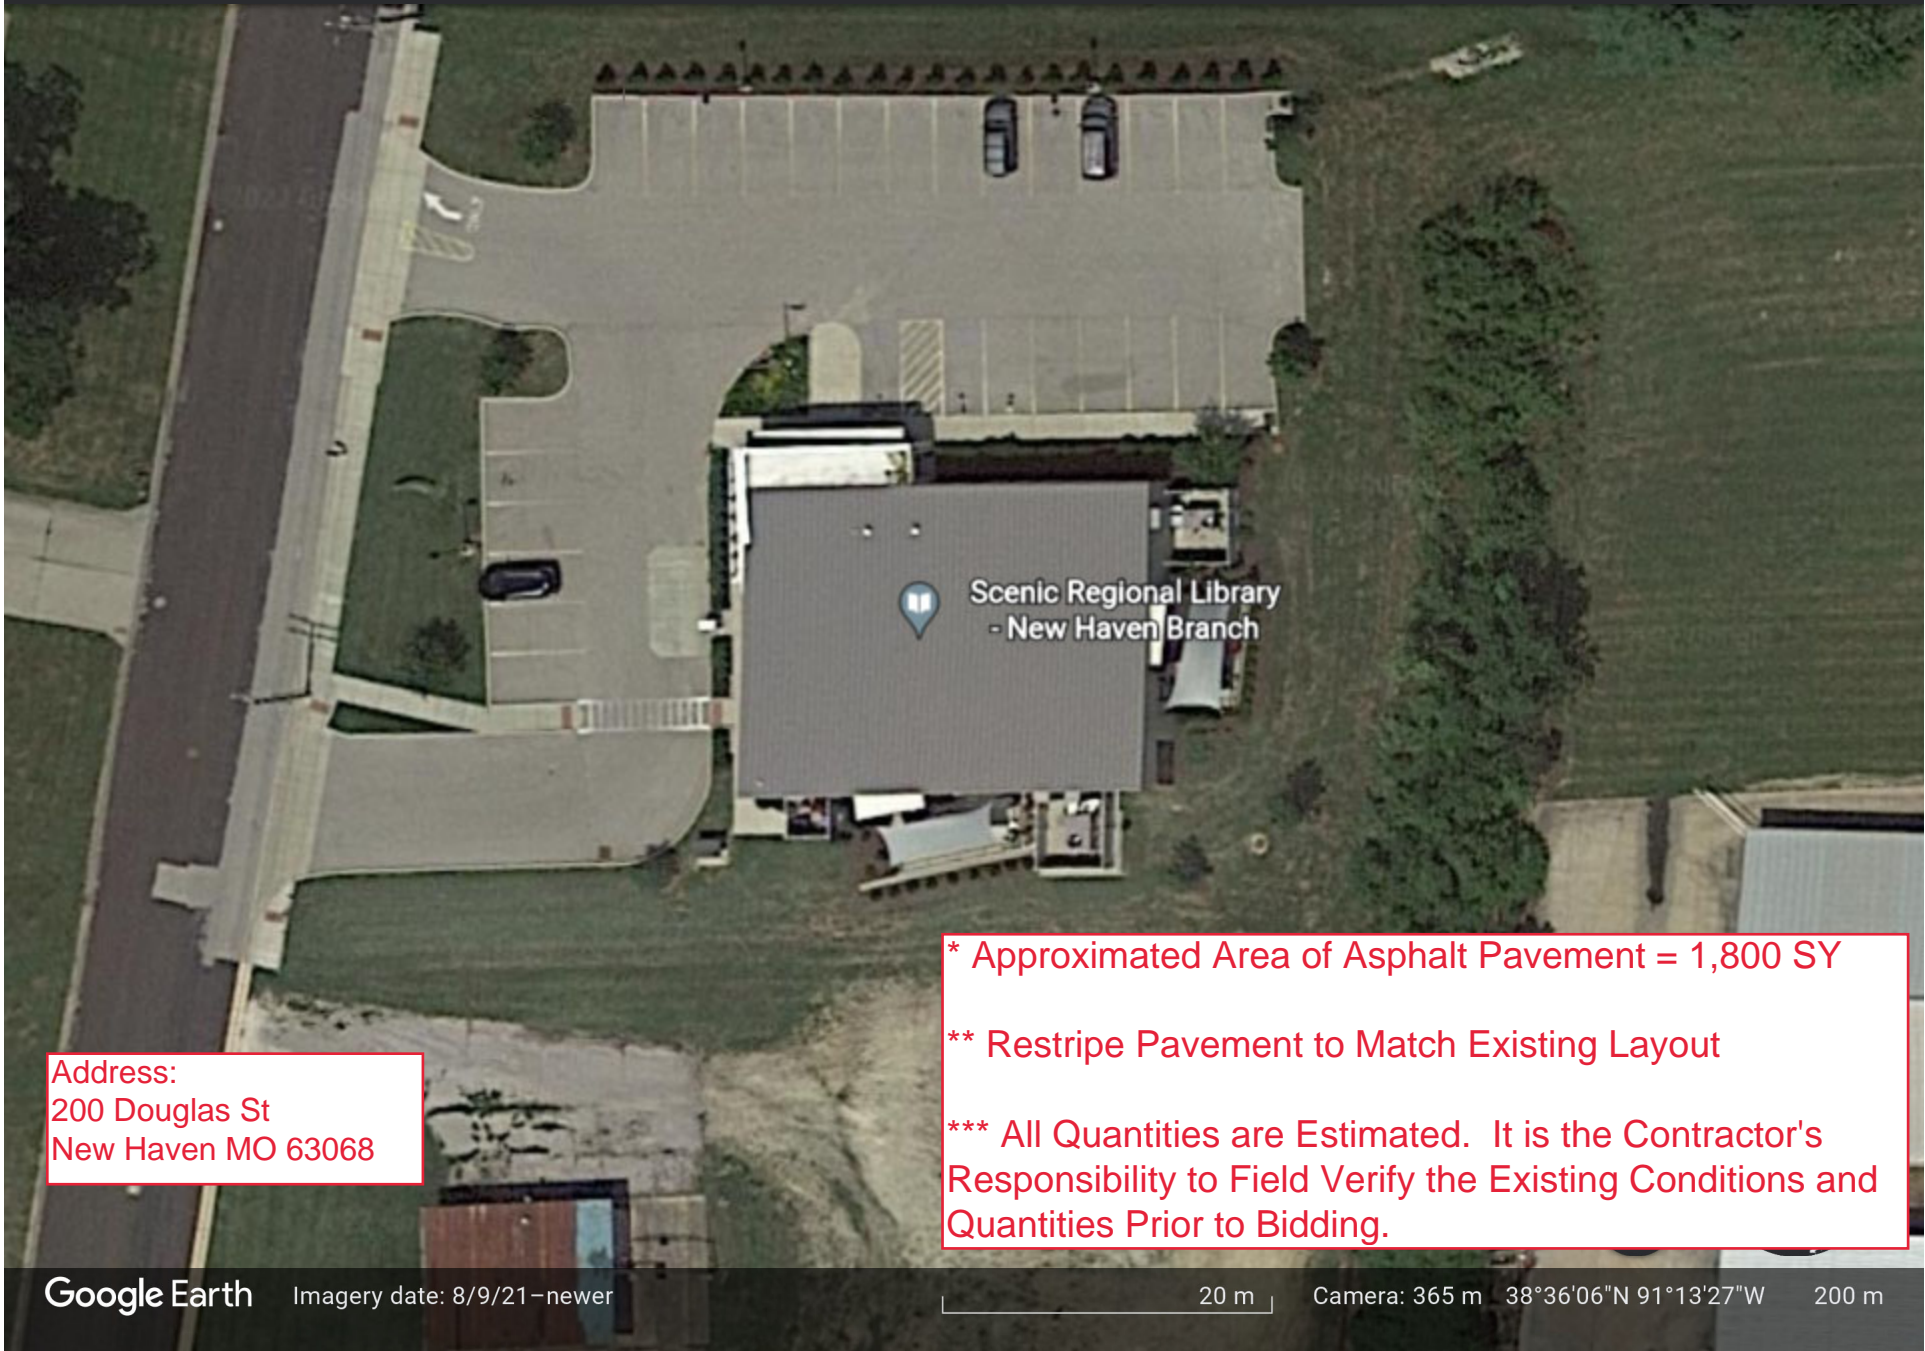 Scenic Regional Library
- New Haven Branch
* Approximated Area of Asphalt Pavement = 1,800 SY
** Restripe Pavement to Match Existing Layout
*** All Quantities are Estimated.  It is the Contractor's
Responsibility to Field Verify the Existing Conditions and
Quantities Prior to Bidding.
Address:
200 Douglas St
New Haven MO 63068
Google Earth
Imagery date: 8/9/21–newer
20 m
Camera: 365 m
38°36'06"N 91°13'27"W
200 m